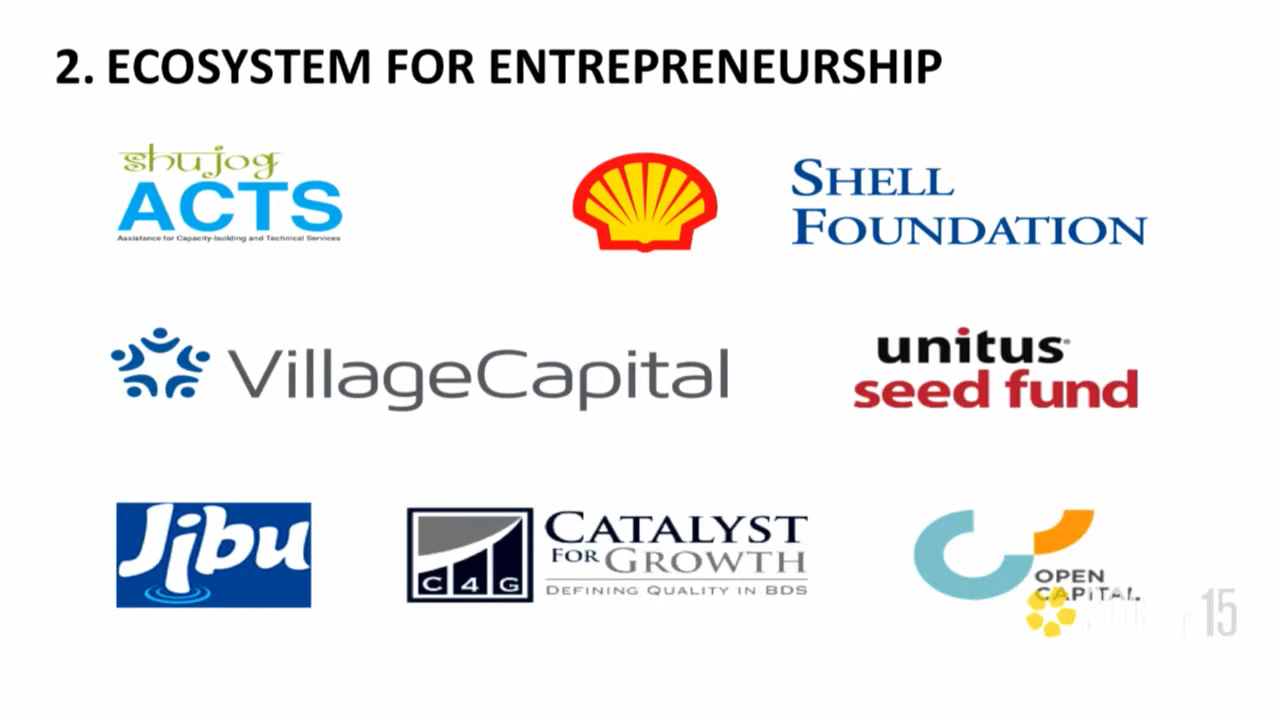 2. ECOSYSTEM FOR ENTREPRENEURSHIP
shujog
ACTS
Assistance for Capacity-building and Technical Services
SHELL
FOUNDATION
VillageCapital
unitus
seed fund
Jibu
C4G
CATALYST
FOR GROWTH
DEFINING QUALITY IN BDS
OPEN
CAPITAL
15